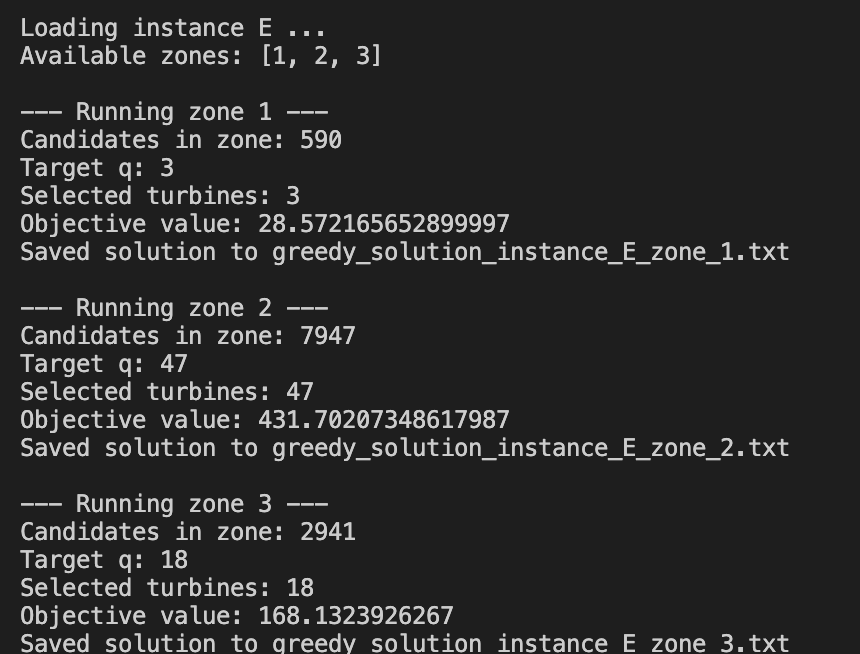 Loading instance E ...
Available zones: [1, 2, 3]
--- Running zone 1 ---
Candidates in zone: 590
Target q: 3
Selected turbines: 3
Objective value: 28.572165652899997
Saved solution to greedy_solution_instance_E_zone_1.txt
--- Running zone 2 ---
Candidates in zone: 7947
Target q: 47
Selected turbines: 47
Objective value: 431.70207348617987
Saved solution to greedy_solution_instance_E_zone_2.txt
--- Running zone 3 ---
Candidates in zone: 2941
Target q: 18
Selected turbines: 18
Objective value: 168.1323926267
Saved solution to greedy_solution_instance_E_zone_3.txt